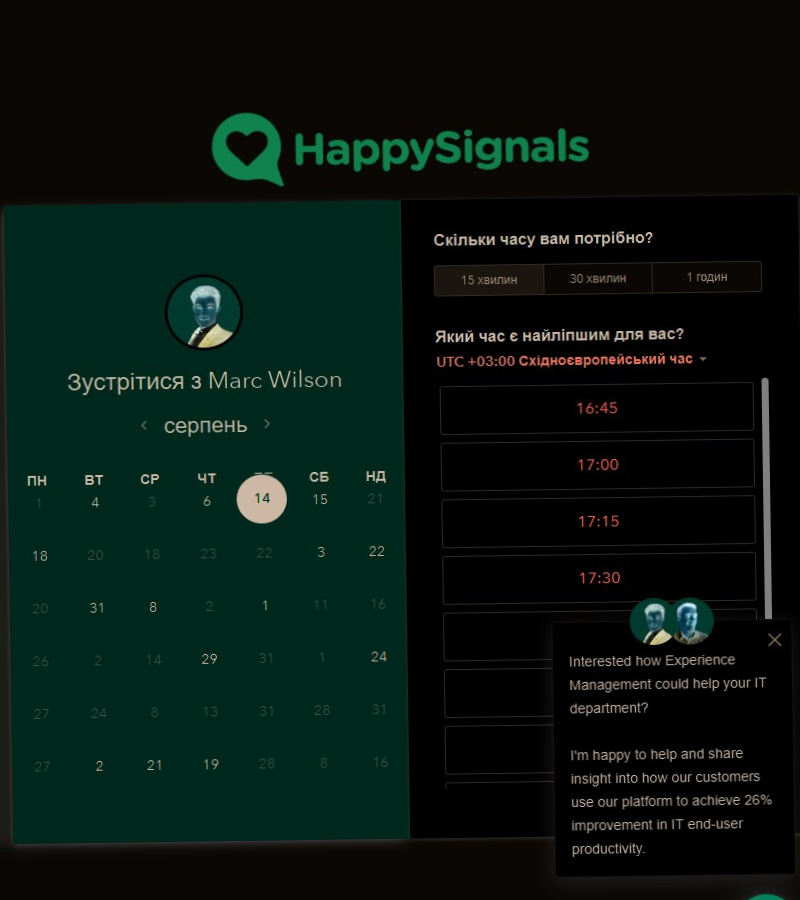 HappySignals
Зустрітися з Marc Wilson
серпень
ПН ВТ СР ЧТ СБ НД
1 4 3 6 14 15 21
18 20 18 23 22 3 22
20 31 8 2 1 11 16
26 2 14 29 31 1 24
27 24 8 13 31 28 31
27 2 21 19 28 8 16
Скільки часу вам потрібно?
15 хвилин 30 хвилин 1 годин
Який час є найліпшим для вас?
UTC +03:00 Східноєвропейський час
16:45
17:00
17:15
17:30
Interested how Experience
Management could help your IT
department?
I'm happy to help and share
insight into how our customers
use our platform to achieve 26%
improvement in IT end-user
productivity.